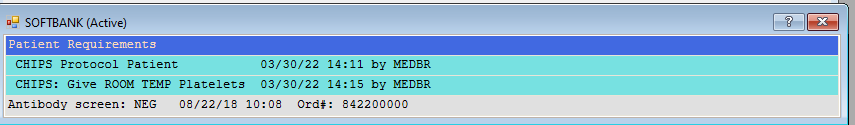 SOFTBANK (Active)
Patient Requirements
CHIPS Protocol Patient 03/30/22 14:11 by MEDBR
CHIPS: Give ROOM TEMP Platelets 03/30/22 14:15 by MEDBR
Antibody screen: NEG 08/22/18 10:08 Ord#: 842200000